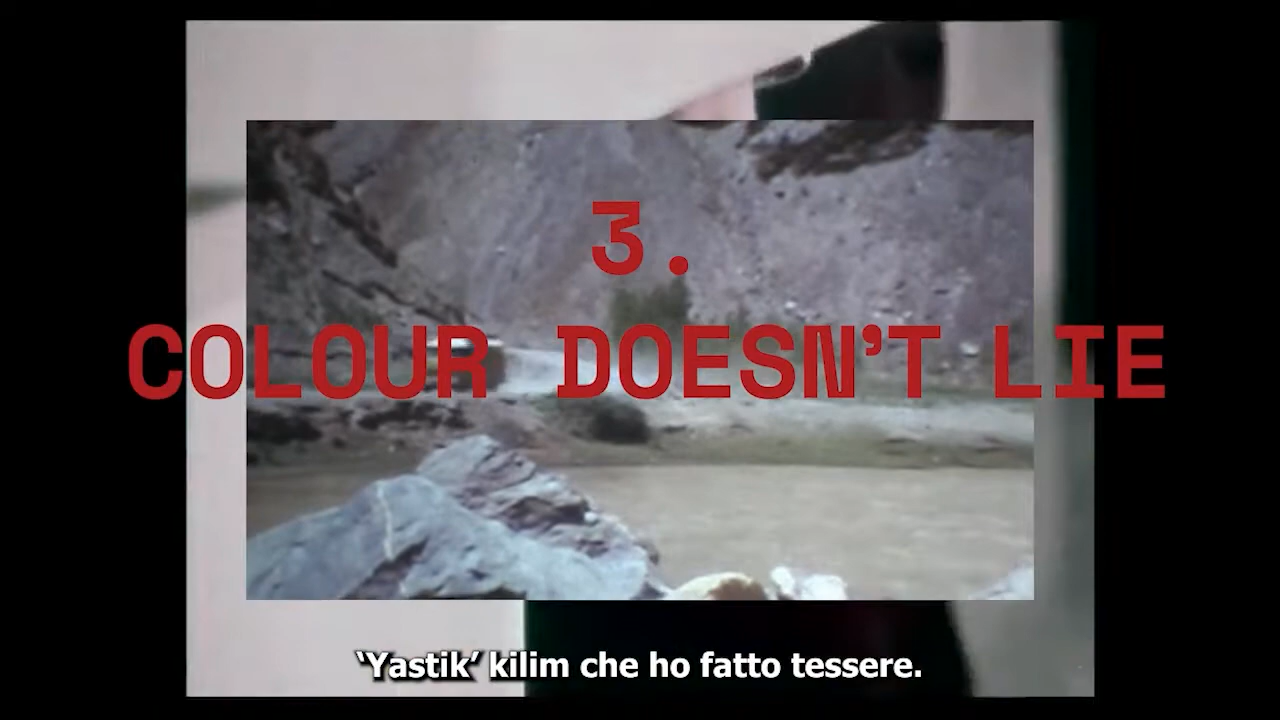 3.
COLOUR DOESN’T LIE
‘Yastik’ kilim che ho fatto tessere.